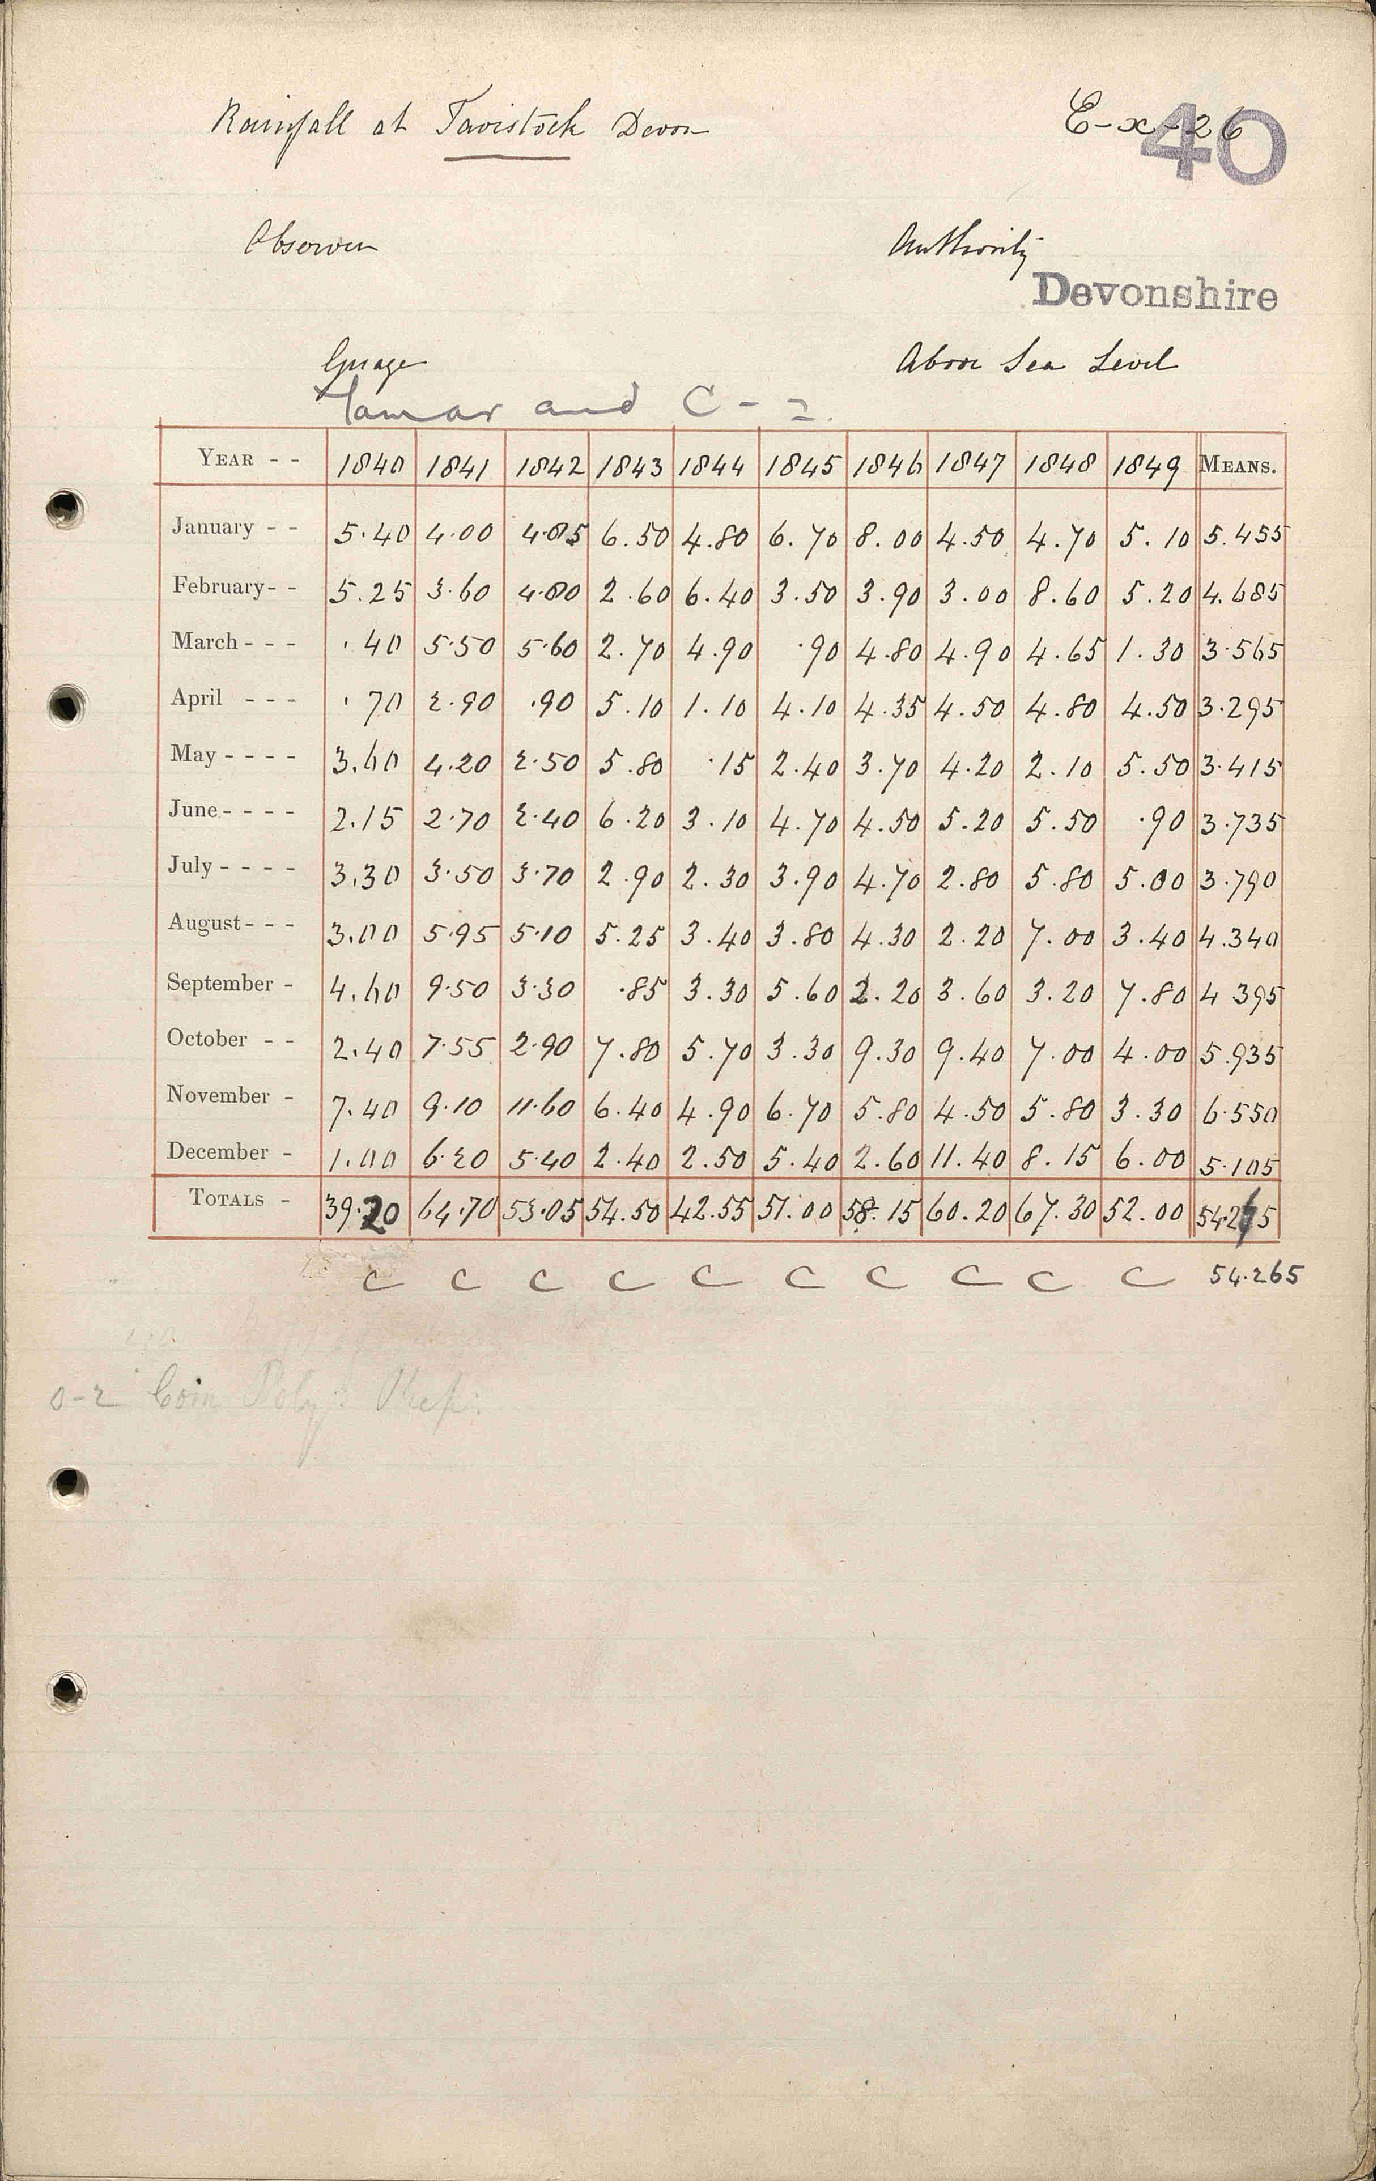 Rainfall at Tavistock Devon E-x-26
40
Observer Authority
Devonshire
Guage Above Sea Level
Tamar and C - 2.
YEAR - - 1840 1841 1842 1843 1844 1845 1846 1847 1848 1849 MEANS.
January - - 5.40 4.00 4.85 6.50 4.80 6.70 8.00 4.50 4.70 5.10 5.455
February - - 5.25 3.60 4.80 2.60 6.40 3.50 3.90 3.00 8.60 5.20 4.685
March - - - .40 5.50 5.60 2.70 4.90 .90 4.80 4.90 4.65 1.30 3.565
April - - - .70 2.90 .90 5.10 1.10 4.10 4.35 4.50 4.80 4.50 3.295
May - - - - 3.60 4.20 2.50 5.80 .15 2.40 3.70 4.20 2.10 5.50 3.415
June - - - - 2.15 2.70 2.40 6.20 3.10 4.70 4.50 5.20 5.50 .90 3.735
July - - - - 3.30 3.50 3.70 2.90 2.30 3.90 4.70 2.80 5.80 5.00 3.790
August - - - 3.00 5.95 5.10 5.25 3.40 3.80 4.30 2.20 7.00 3.40 4.340
September - 4.60 9.50 3.30 .85 3.30 5.60 2.20 3.60 3.20 7.80 4 395
October - - 2.40 7.55 2.90 7.80 5.70 3.30 9.30 9.40 7.00 4.00 5.935
November - 7.40 9.10 11.60 6.40 4.90 6.70 5.80 4.50 5.80 3.30 6.550
December - 1.00 6.20 5.40 2.40 2.50 5.40 2.60 11.40 8.15 6.00 5.105
TOTALS - 39.20 64.70 53.05 54.50 42.55 51.00 58.15 60.20 67.30 52.00 54.265
C C C C C C C C C C 54.265
0-2 Corn Poly: